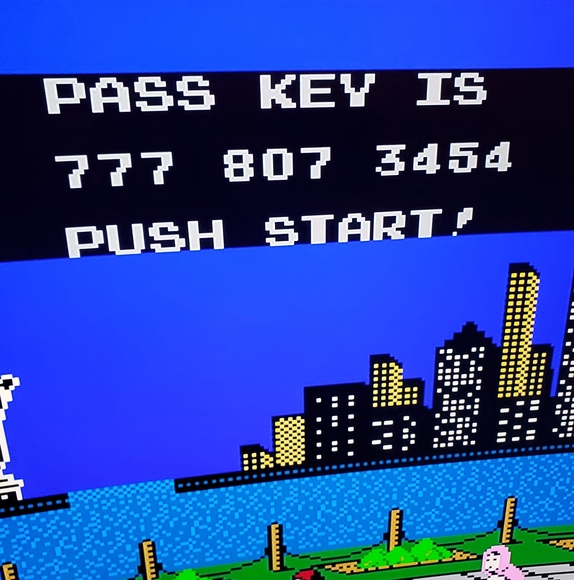 PASS KEY IS
777 807 3454
PUSH START!